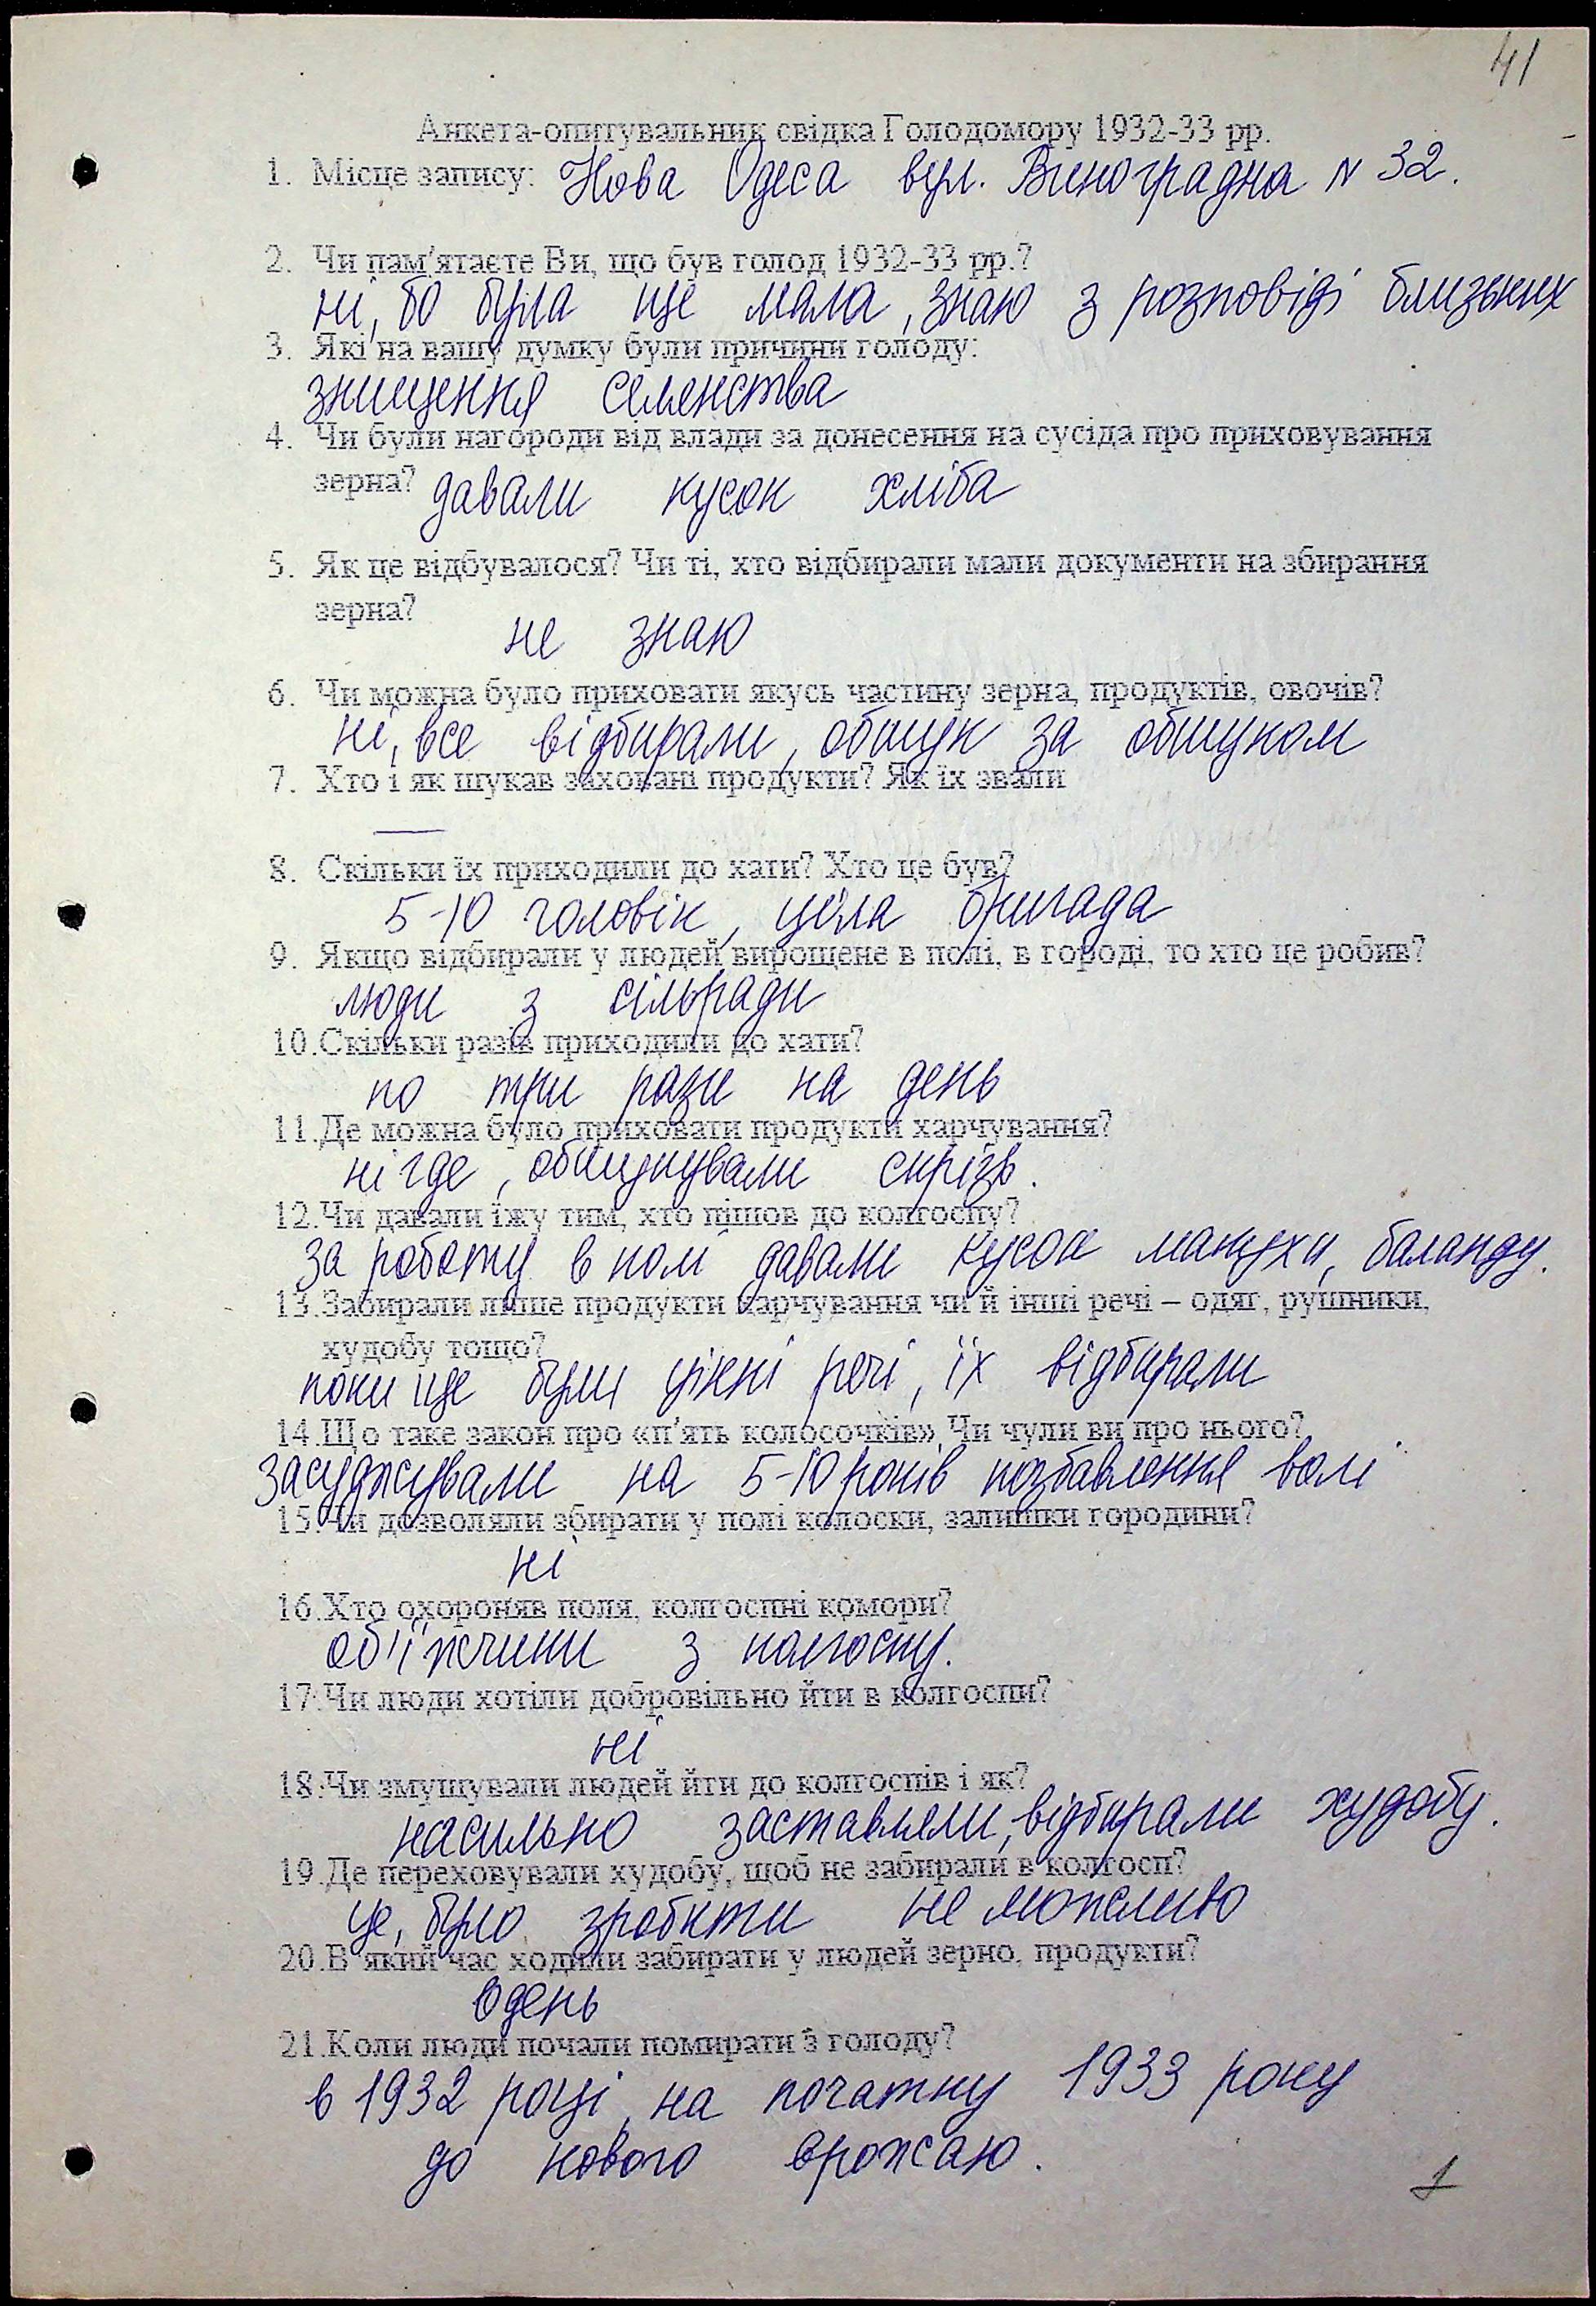 41
Анкета-опитувальник свідка Голодомору 1932-33 рр.
1. Місце запису: Нова Одеса вул. Виноградна N 32.
2. Чи пам'ятаєте Ви, що був голод 1932-33 рр.?
ні, бо була ще мала, знаю з розповіді близьких
3. Які на вашу думку були причини голоду:
знищення селенства
4. Чи були нагороди від влади за донесення на сусіда про приховування
зерна? давали кусок хліба
5. Як це відбувалося? Чи ті, хто відбирали мали документи на збирання
зерна?
не знаю
6. Чи можна було приховати якусь частину зерна, продуктів, овочів?
ні, все відбирали, обшук за обшуком
7. Хто і як шукав заховані продукти? Як їх звали
—
8. Скільки їх приходили до хати? Хто це був?
5-10 головік, ціла бригада
9. Якщо відбирали у людей вирощене в полі, в городі, то хто це робив?
люди з сільради
10.Скільки разів приходили до хати?
по три рази на день
11.Де можна було приховати продукти харчування?
нігде, обшукували скрізь.
12.Чи давали їжу тим, хто пішов до колгоспу?
за роботу в полі давали кусок макухи, баланду.
13.Забирали лише продукти харчування чи й інші речі – одяг, рушники,
худобу тощо?
поки ще були цінні речі, їх відбирали
14.Що таке закон про «п'ять колосочків» Чи чули ви про нього?
засуджували на 5-10 років позбавлення волі
15.Чи дозволяли збирати у полі колоски, залишки городини?
ні
16.Хто охороняв поля, колгоспні комори?
об'їжчики з колгоспу.
17.Чи люди хотіли добровільно йти в колгоспи?
ні
18.Чи змушували людей йти до колгоспів і як?
насильно заставляли, відбирали худобу.
19.Де переховували худобу, щоб не забирали в колгосп?
це, було зробити не можливо
20.В який час ходили забирати у людей зерно, продукти?
вдень
21.Коли люди почали помирати з голоду?
в 1932 році, на початку 1933 року
до нового врожаю.
1